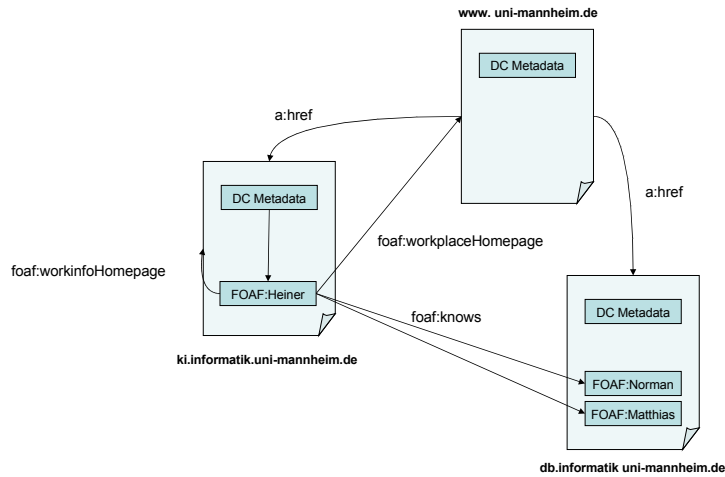 www. uni-mannheim.de
DC Metadata
a:href
a:href
DC Metadata
foaf:workplaceHomepage
foaf:workinfoHomepage
FOAF:Heiner
foaf:knows
DC Metadata
ki.informatik.uni-mannheim.de
FOAF:Norman
FOAF:Matthias
db.informatik uni-mannheim.de